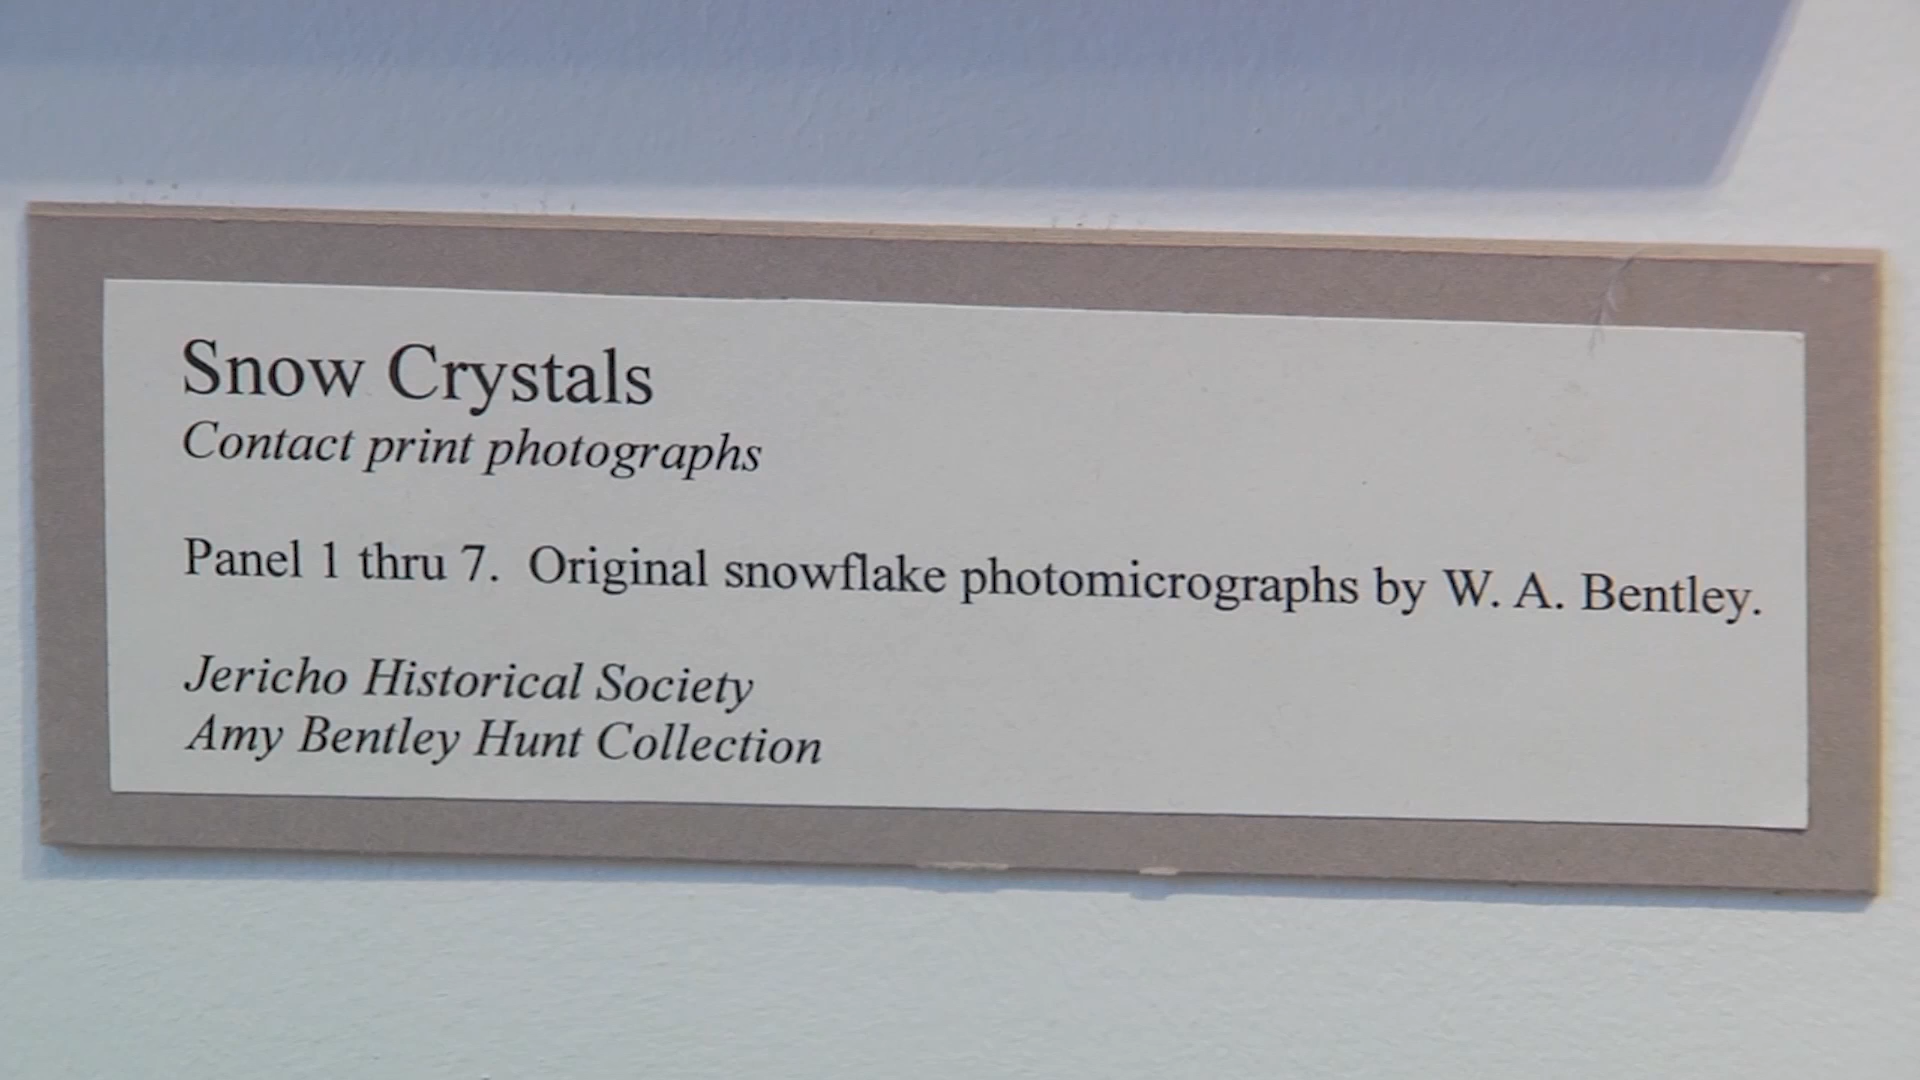 Snow Crystals
Contact print photographs
Panel 1 thru 7. Original snowflake photomicrographs by W. A. Bentley.
Jericho Historical Society
Amy Bentley Hunt Collection